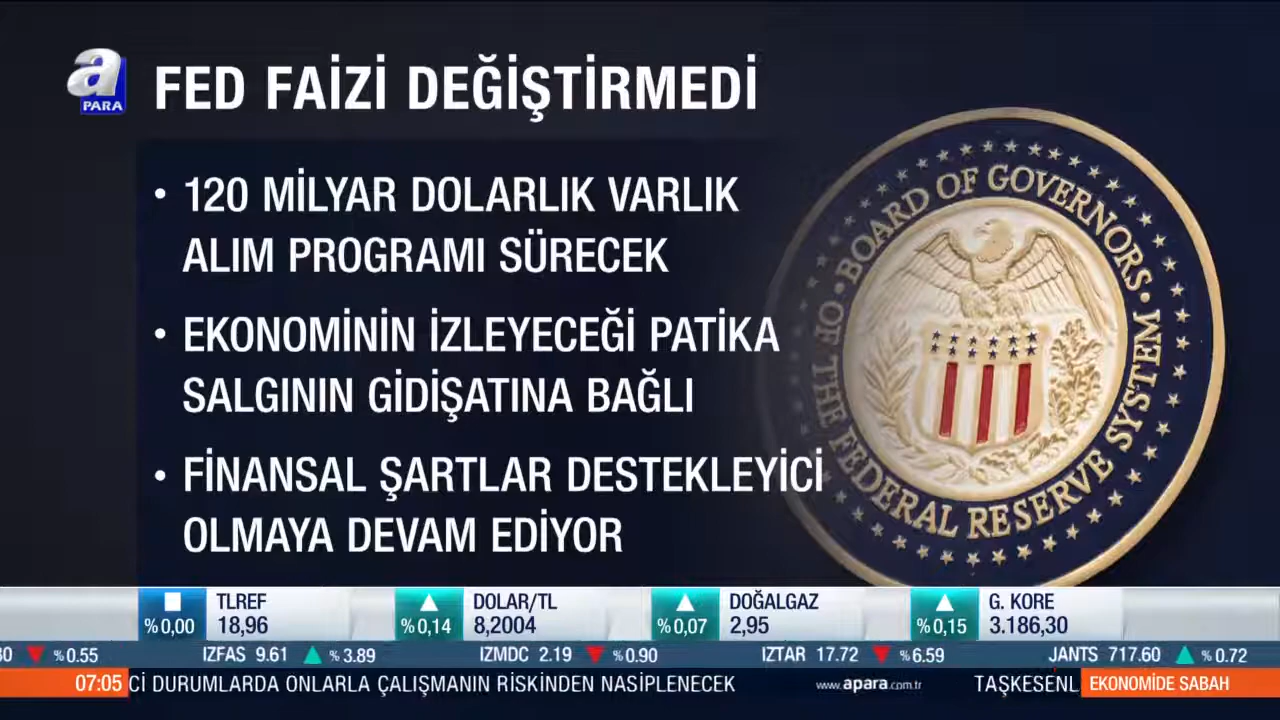 a
PARA
FED FAİZİ DEĞİŞTİRMEDİ
• 120 MİLYAR DOLARLIK VARLIK
ALIM PROGRAMI SÜRECEK
• EKONOMİNİN İZLEYECEĞİ PATİKA
SALGININ GİDİŞATINA BAĞLI
• FİNANSAL ŞARTLAR DESTEKLEYİCİ
OLMAYA DEVAM EDİYOR
BOARD OF GOVERNORS
OF THE FEDERAL RESERVE SYSTEM
%0,00 TLREF 18,96
%0,14 DOLAR/TL 8,2004
%0,07 DOĞALGAZ 2,95
%0,15 G. KORE 3.186,30
30 %0.55 IZFAS 9.61 %3.89 IZMDC 2.19 %0.90 IZTAR 17.72 %6.59 JANTS 717.60 %0.72
07:05 Cİ DURUMLARDA ONLARLA ÇALIŞMANIN RİSKİNDEN NASİPLENECEK www.apara.com.tr TAŞKESENL EKONOMİDE SABAH